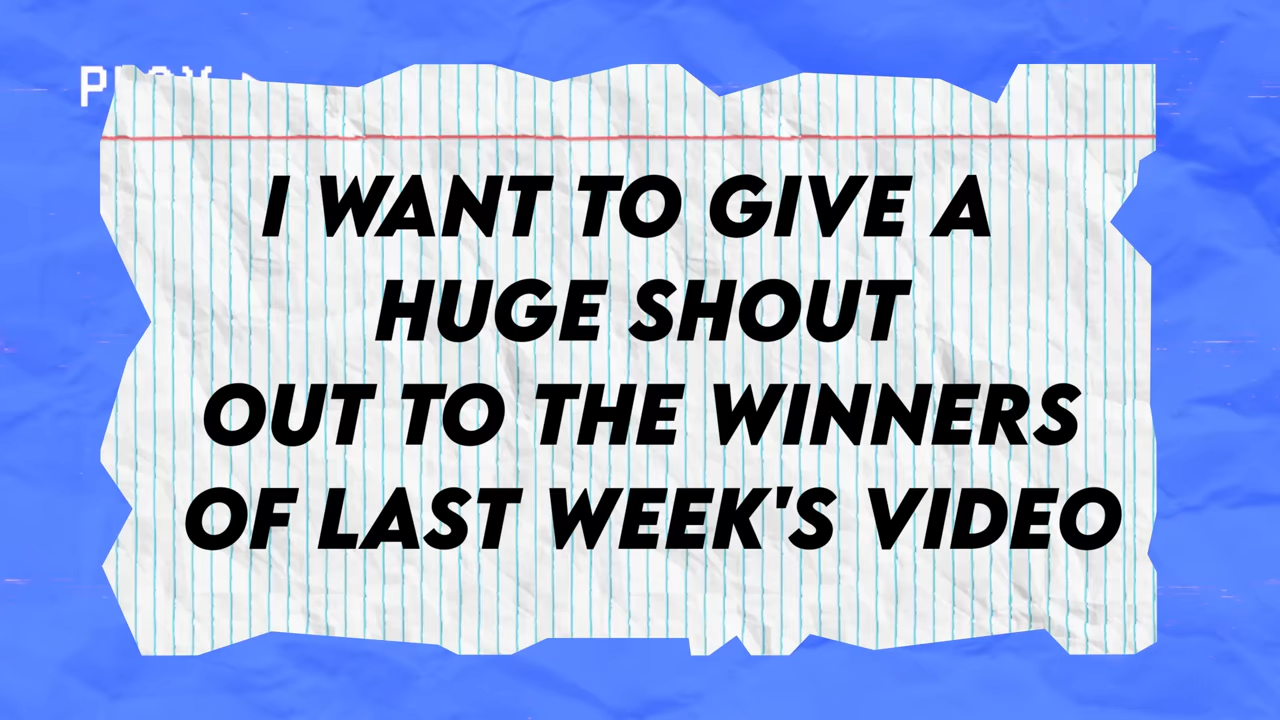 I WANT TO GIVE A
HUGE SHOUT
OUT TO THE WINNERS
OF LAST WEEK'S VIDEO